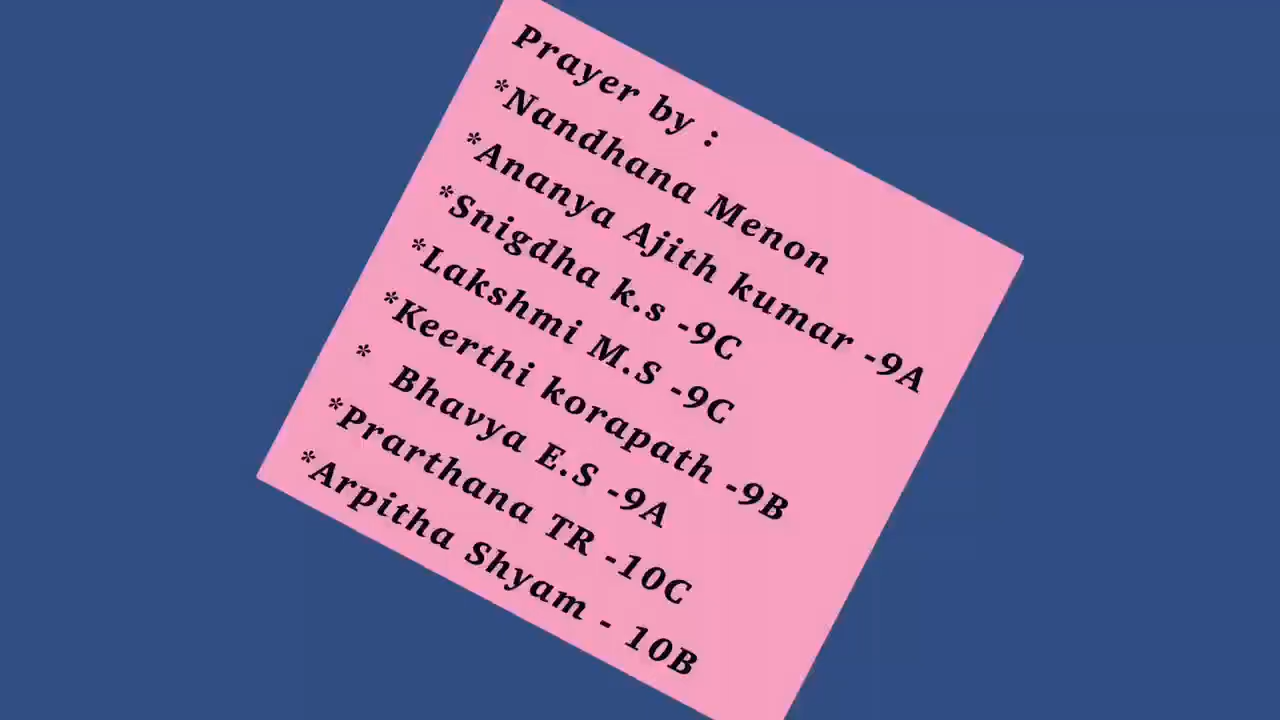 Prayer by :
*Nandhana Menon
*Ananya Ajith kumar -9A
*Snigdha k.s -9C
*Lakshmi M.S -9C
*Keerthi korapath -9B
* Bhavya E.S -9A
*Prarthana TR -10C
*Arpitha Shyam - 10B